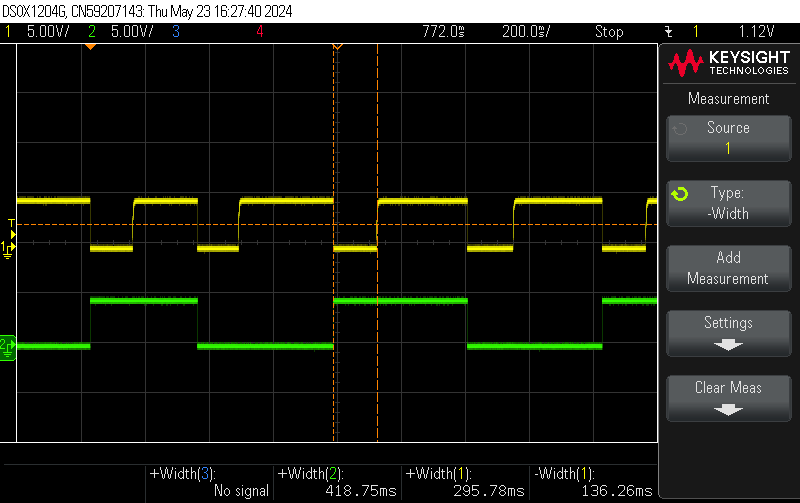 DSOX1204G, CN59207143: Thu May 23 16:27:40 2024
1 5.00V/ 2 5.00V/ 3 4 772.0s 200.0s/ Stop 1 1.12V
KEYSIGHT
TECHNOLOGIES
Measurement
Source
1
Type:
-Width
Add
Measurement
Settings
Clear Meas
T
1
2
+Width(3): +Width(2): +Width(1): -Width(1):
No signal 418.75ms 295.78ms 136.26ms